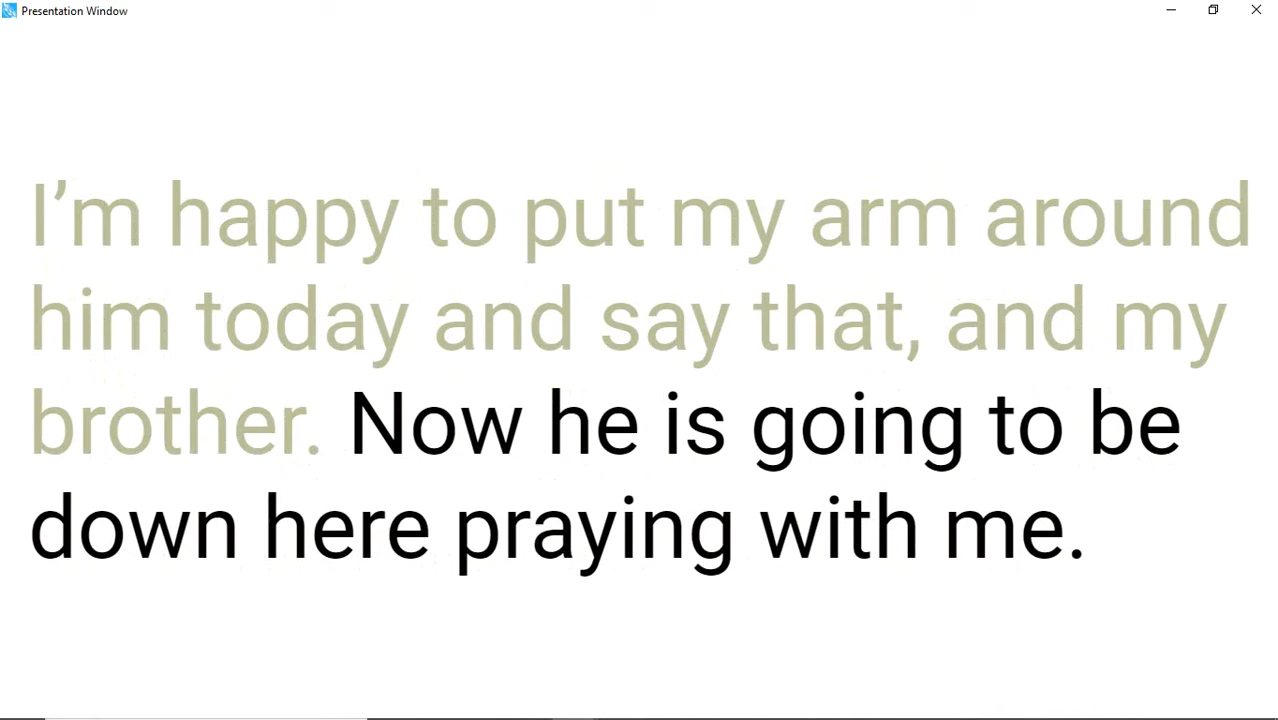 Presentation Window
I’m happy to put my arm around
him today and say that, and my
brother. Now he is going to be
down here praying with me.